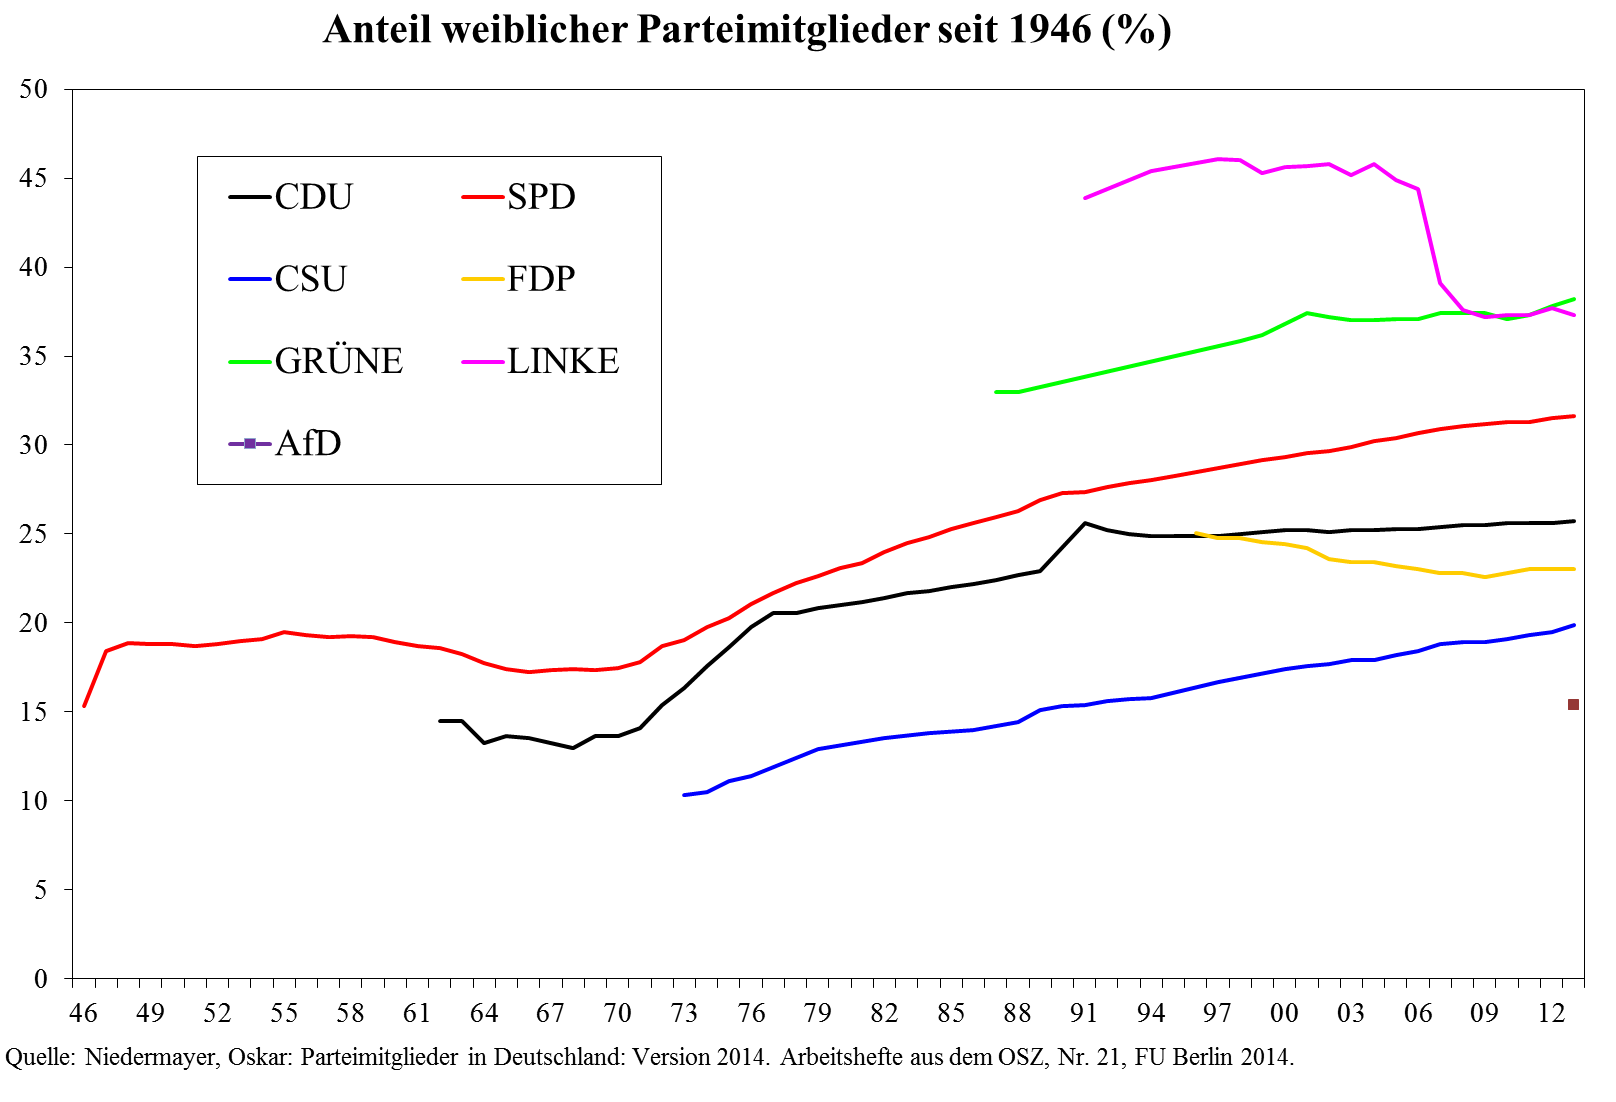 Anteil weiblicher Parteimitglieder seit 1946 (%)
50
45
40
35
30
25
20
15
10
5
0
CDU SPD
CSU FDP
GRÜNE LINKE
AfD
46 49 52 55 58 61 64 67 70 73 76 79 82 85 88 91 94 97 00 03 06 09 12
Quelle: Niedermayer, Oskar: Parteimitglieder in Deutschland: Version 2014. Arbeitshefte aus dem OSZ, Nr. 21, FU Berlin 2014.